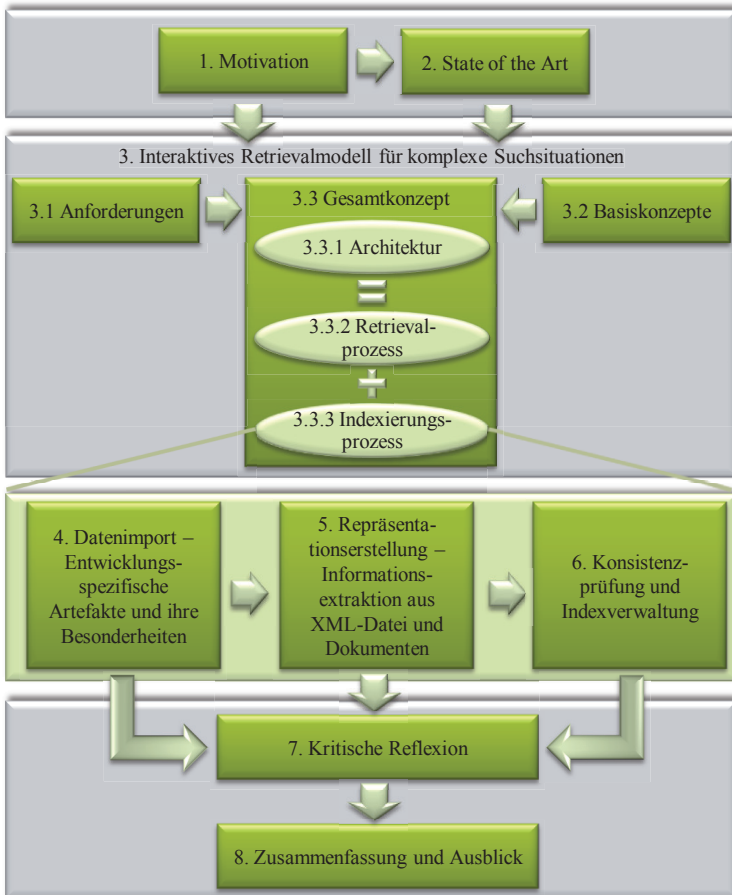 1. Motivation
2. State of the Art
3. Interaktives Retrievalmodell für komplexe Suchsituationen
3.1 Anforderungen
3.3 Gesamtkonzept
3.2 Basiskonzepte
3.3.1 Architektur
3.3.2 Retrieval-
prozess
3.3.3 Indexierungs-
prozess
4. Datenimport –
Entwicklungs-
spezifische
Artefakte und ihre
Besonderheiten
5. Repräsenta-
tionserstellung –
Informations-
extraktion aus
XML-Datei und
Dokumenten
6. Konsistenz-
prüfung und
Indexverwaltung
7. Kritische Reflexion
8. Zusammenfassung und Ausblick